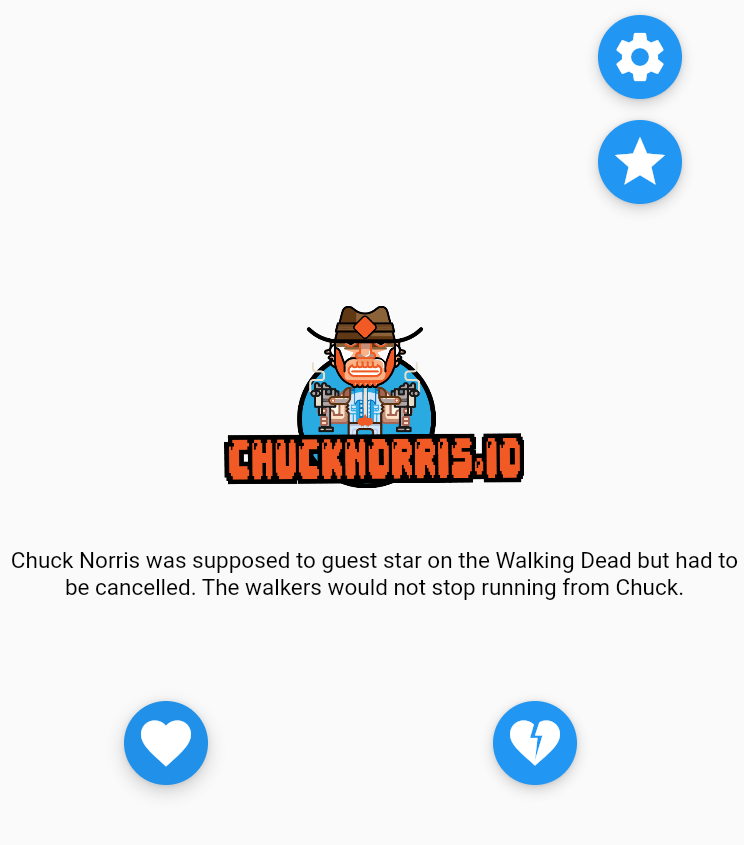 CHUCKNORRIS.IO
Chuck Norris was supposed to guest star on the Walking Dead but had to
be cancelled. The walkers would not stop running from Chuck.